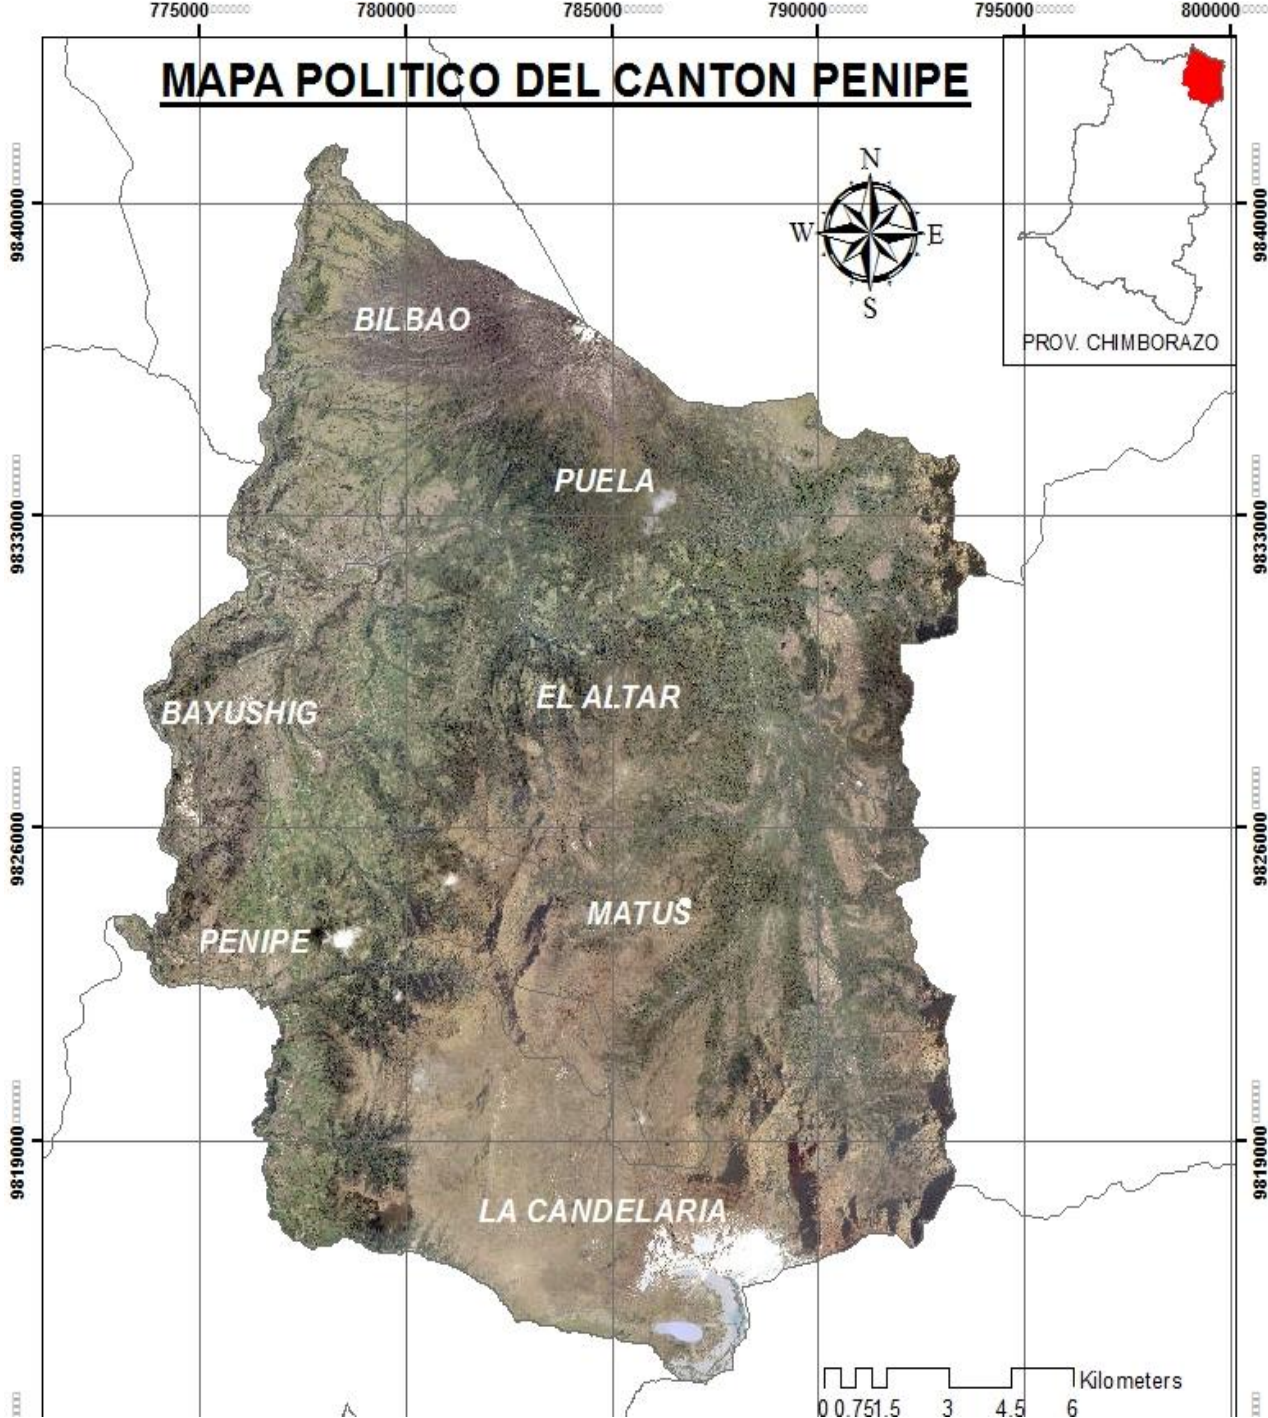 775000 780000 785000 790000 795000 800000
MAPA POLITICO DEL CANTON PENIPE
N
W E
S
9840000 9840000
PROV. CHIMBORAZO
BILBAO
PUELA
9833000 9833000
EL ALTAR
BAYUSHIG
9826000 9826000
MATUS
PENIPE
9819000 9819000
LA CANDELARIA
Kilometers
0 0.751.5 3 4.5 6